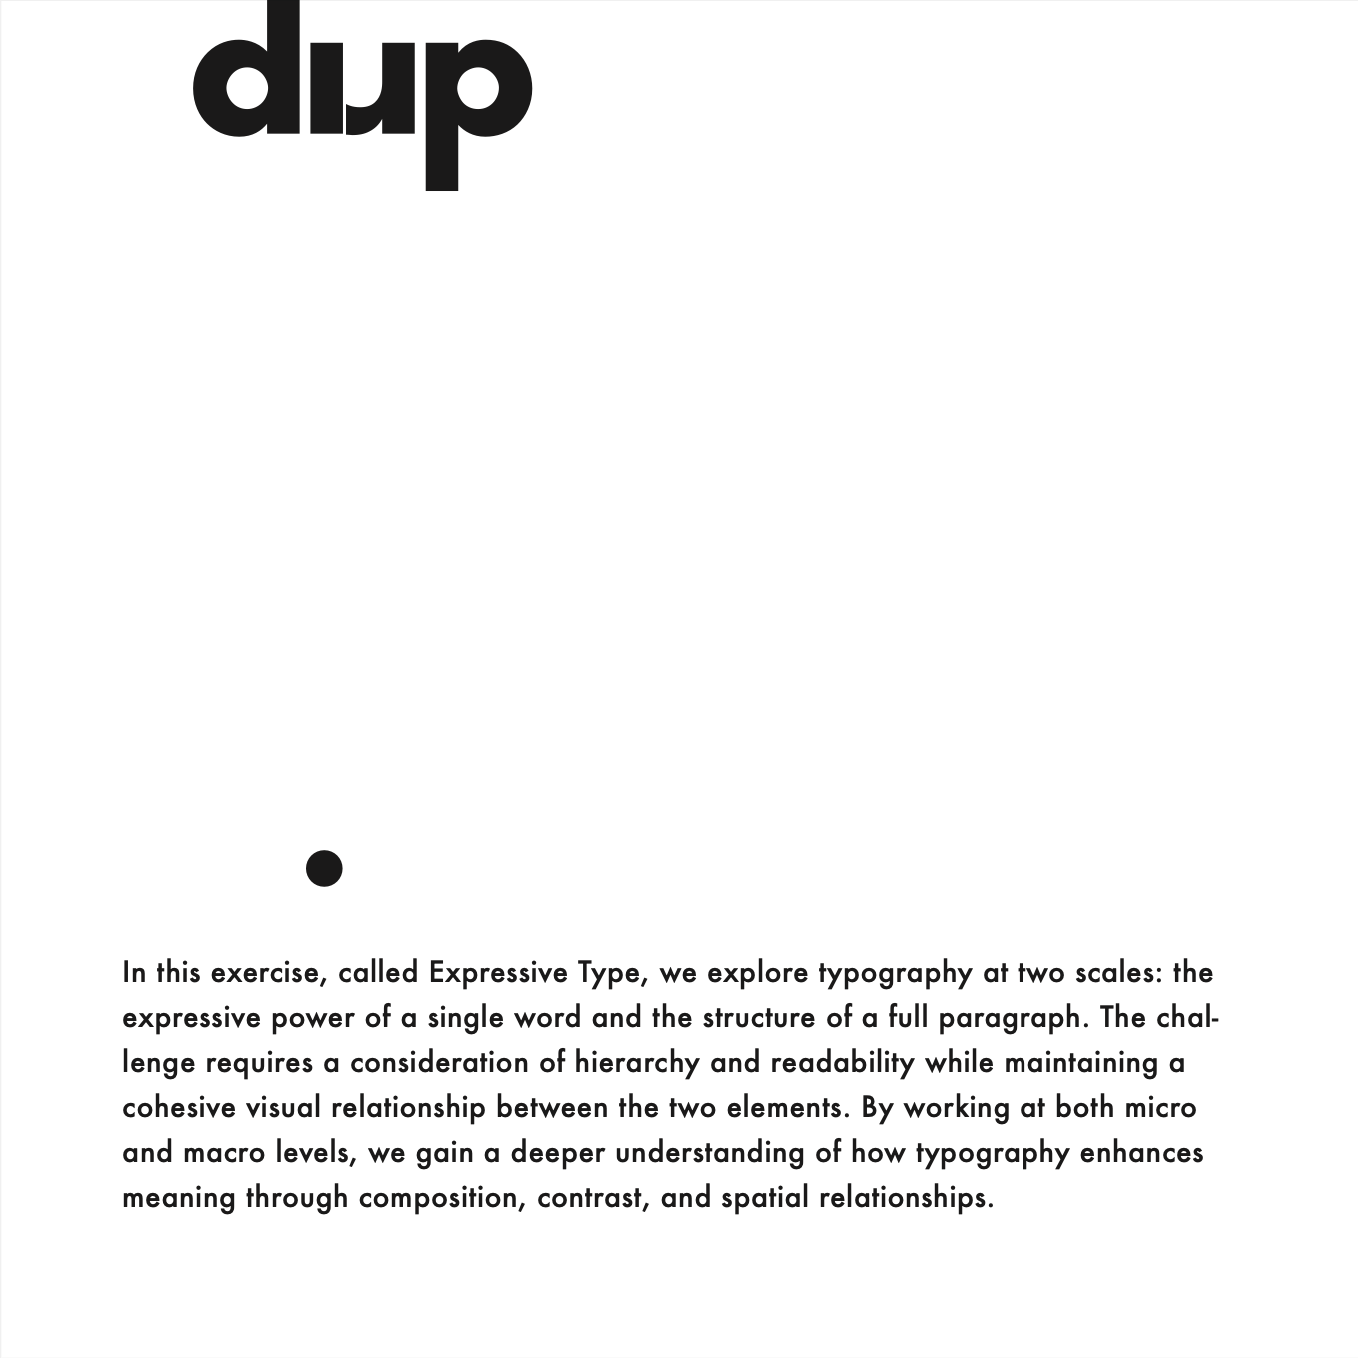 drip
In this exercise, called Expressive Type, we explore typography at two scales: the
expressive power of a single word and the structure of a full paragraph. The chal-
lenge requires a consideration of hierarchy and readability while maintaining a
cohesive visual relationship between the two elements. By working at both micro
and macro levels, we gain a deeper understanding of how typography enhances
meaning through composition, contrast, and spatial relationships.